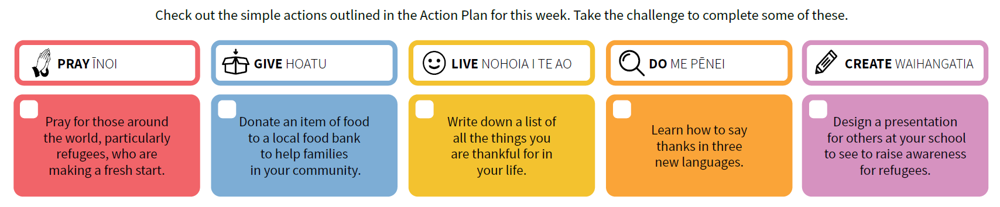 Check out the simple actions outlined in the Action Plan for this week. Take the challenge to complete some of these.
PRAY ĪNOI
Pray for those around
the world, particularly
refugees, who are
making a fresh start.
GIVE HOATU
Donate an item of food
to a local food bank
to help families
in your community.
LIVE NOHOIA I TE AO
Write down a list of
all the things you
are thankful for in
your life.
DO ME PĒNEI
Learn how to say
thanks in three
new languages.
CREATE WAIHANGATIA
Design a presentation
for others at your school
to see to raise awareness
for refugees.